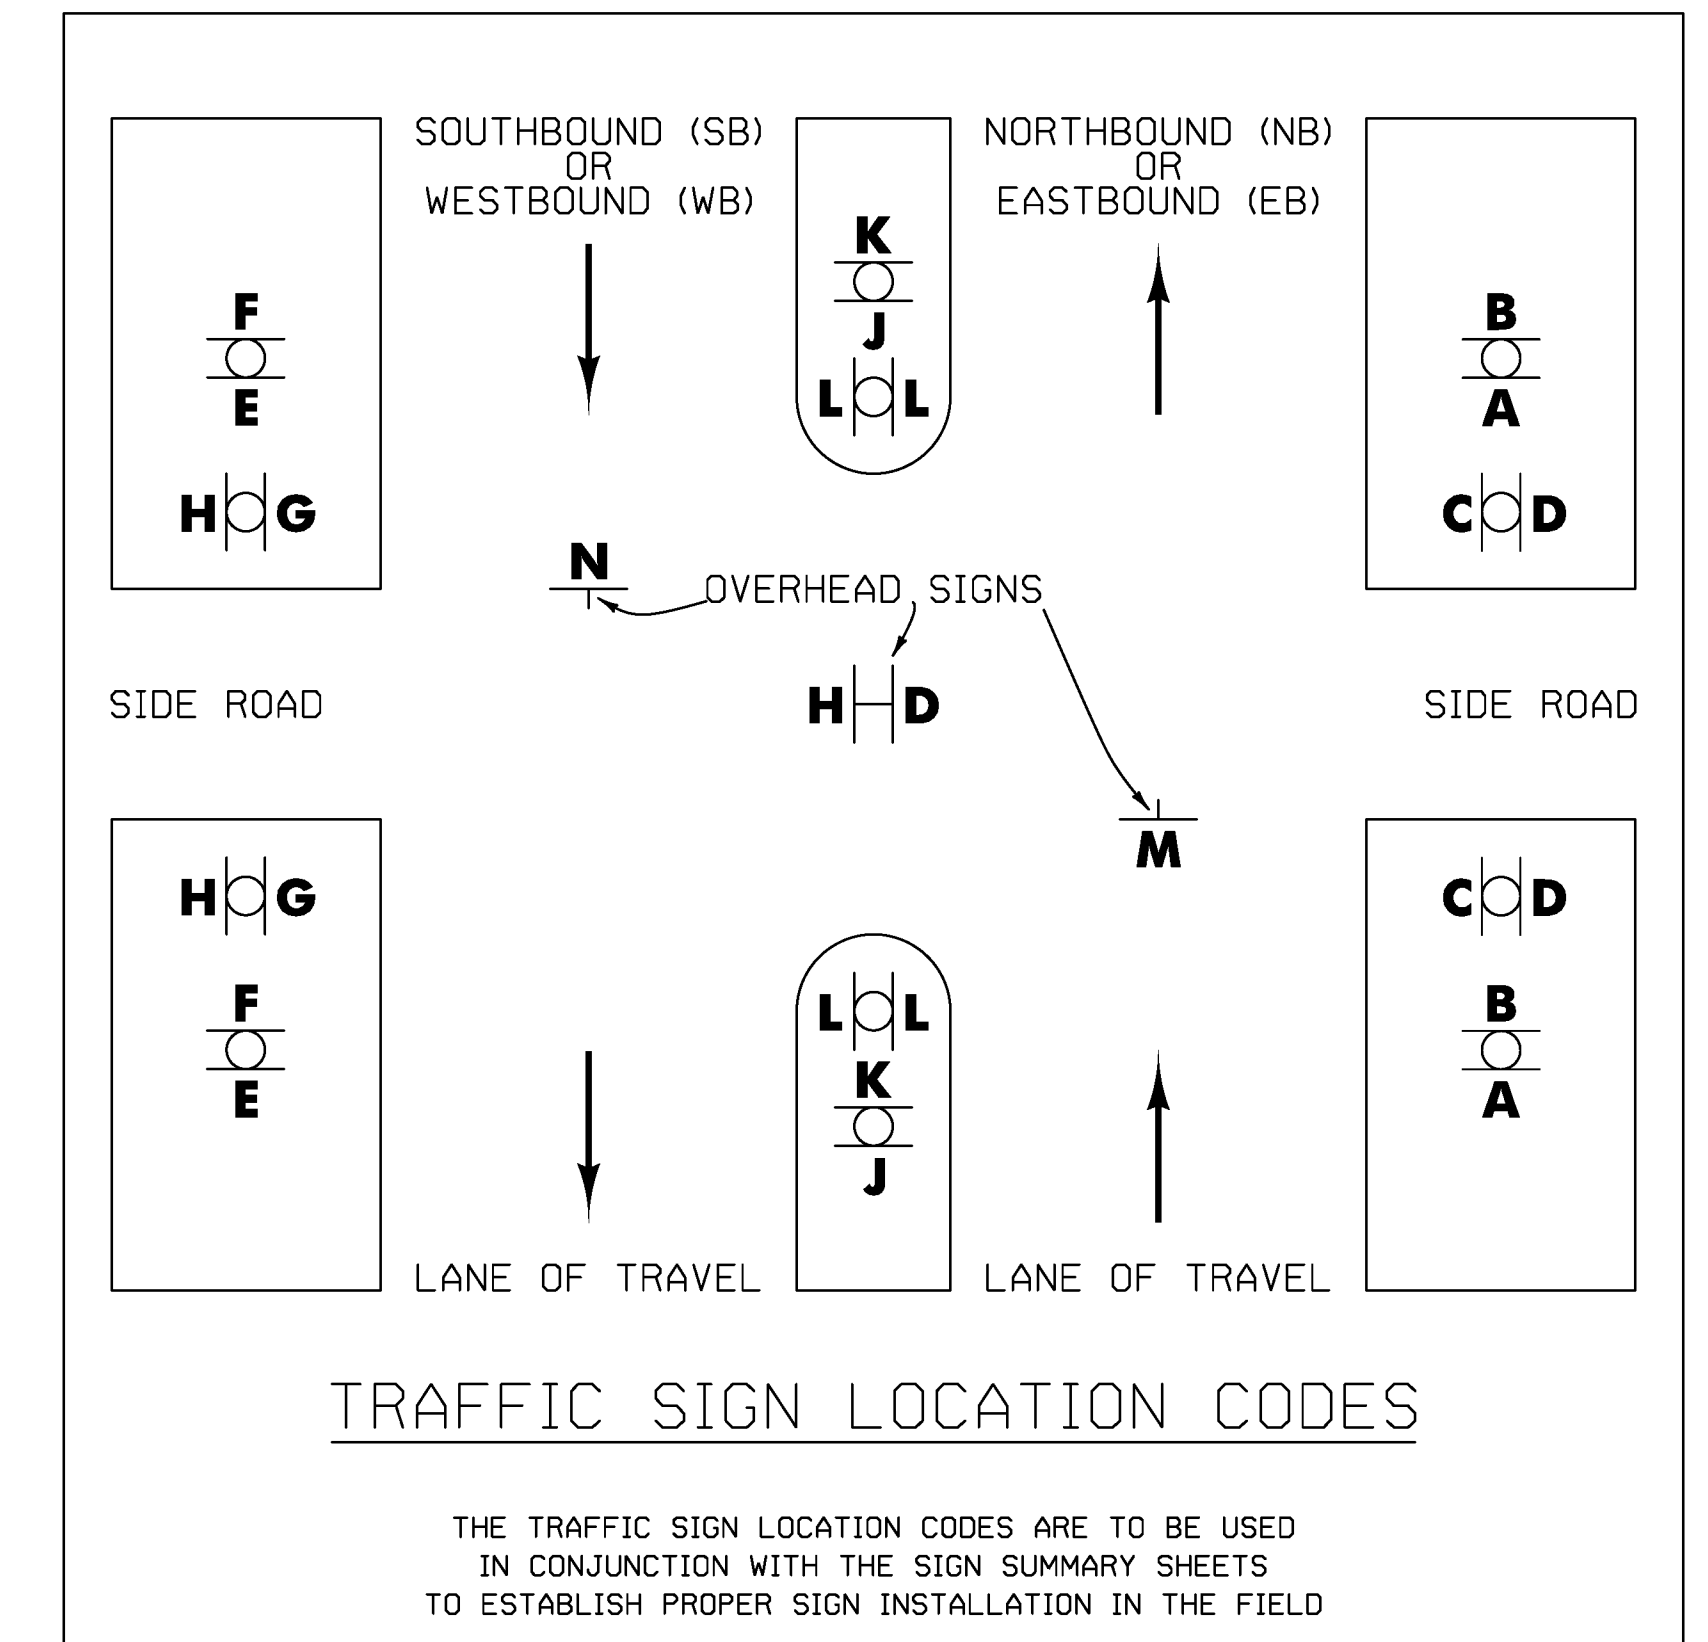 SOUTHBOUND (SB)
OR
WESTBOUND (WB)
NORTHBOUND (NB)
OR
EASTBOUND (EB)
K
J
L L
F
E
H G
B
A
C D
N
OVERHEAD SIGNS
SIDE ROAD
H D
SIDE ROAD
M
H G
F
E
L L
K
J
C D
B
A
LANE OF TRAVEL
LANE OF TRAVEL
TRAFFIC SIGN LOCATION CODES
THE TRAFFIC SIGN LOCATION CODES ARE TO BE USED
IN CONJUNCTION WITH THE SIGN SUMMARY SHEETS
TO ESTABLISH PROPER SIGN INSTALLATION IN THE FIELD